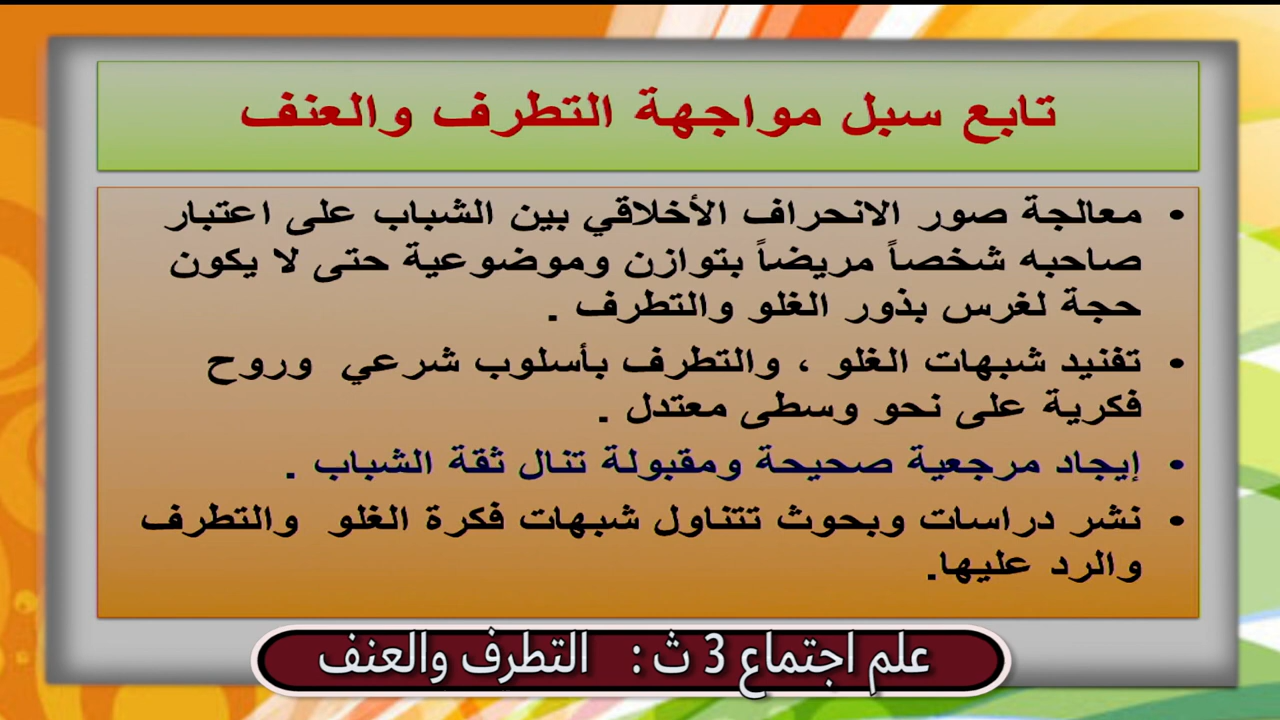 تابع سبل مواجهة التطرف والعنف
• معالجة صور الانحراف الأخلاقي بين الشباب على اعتبار
صاحبه شخصاً مريضاً بتوازن وموضوعية حتى لا يكون
حجة لغرس بذور الغلو والتطرف .
• تفنيد شبهات الغلو ، والتطرف بأسلوب شرعي وروح
فكرية على نحو وسطى معتدل .
• إيجاد مرجعية صحيحة ومقبولة تنال ثقة الشباب .
• نشر دراسات وبحوث تتناول شبهات فكرة الغلو والتطرف
والرد عليها.
علم اجتماع 3 ث : التطرف والعنف